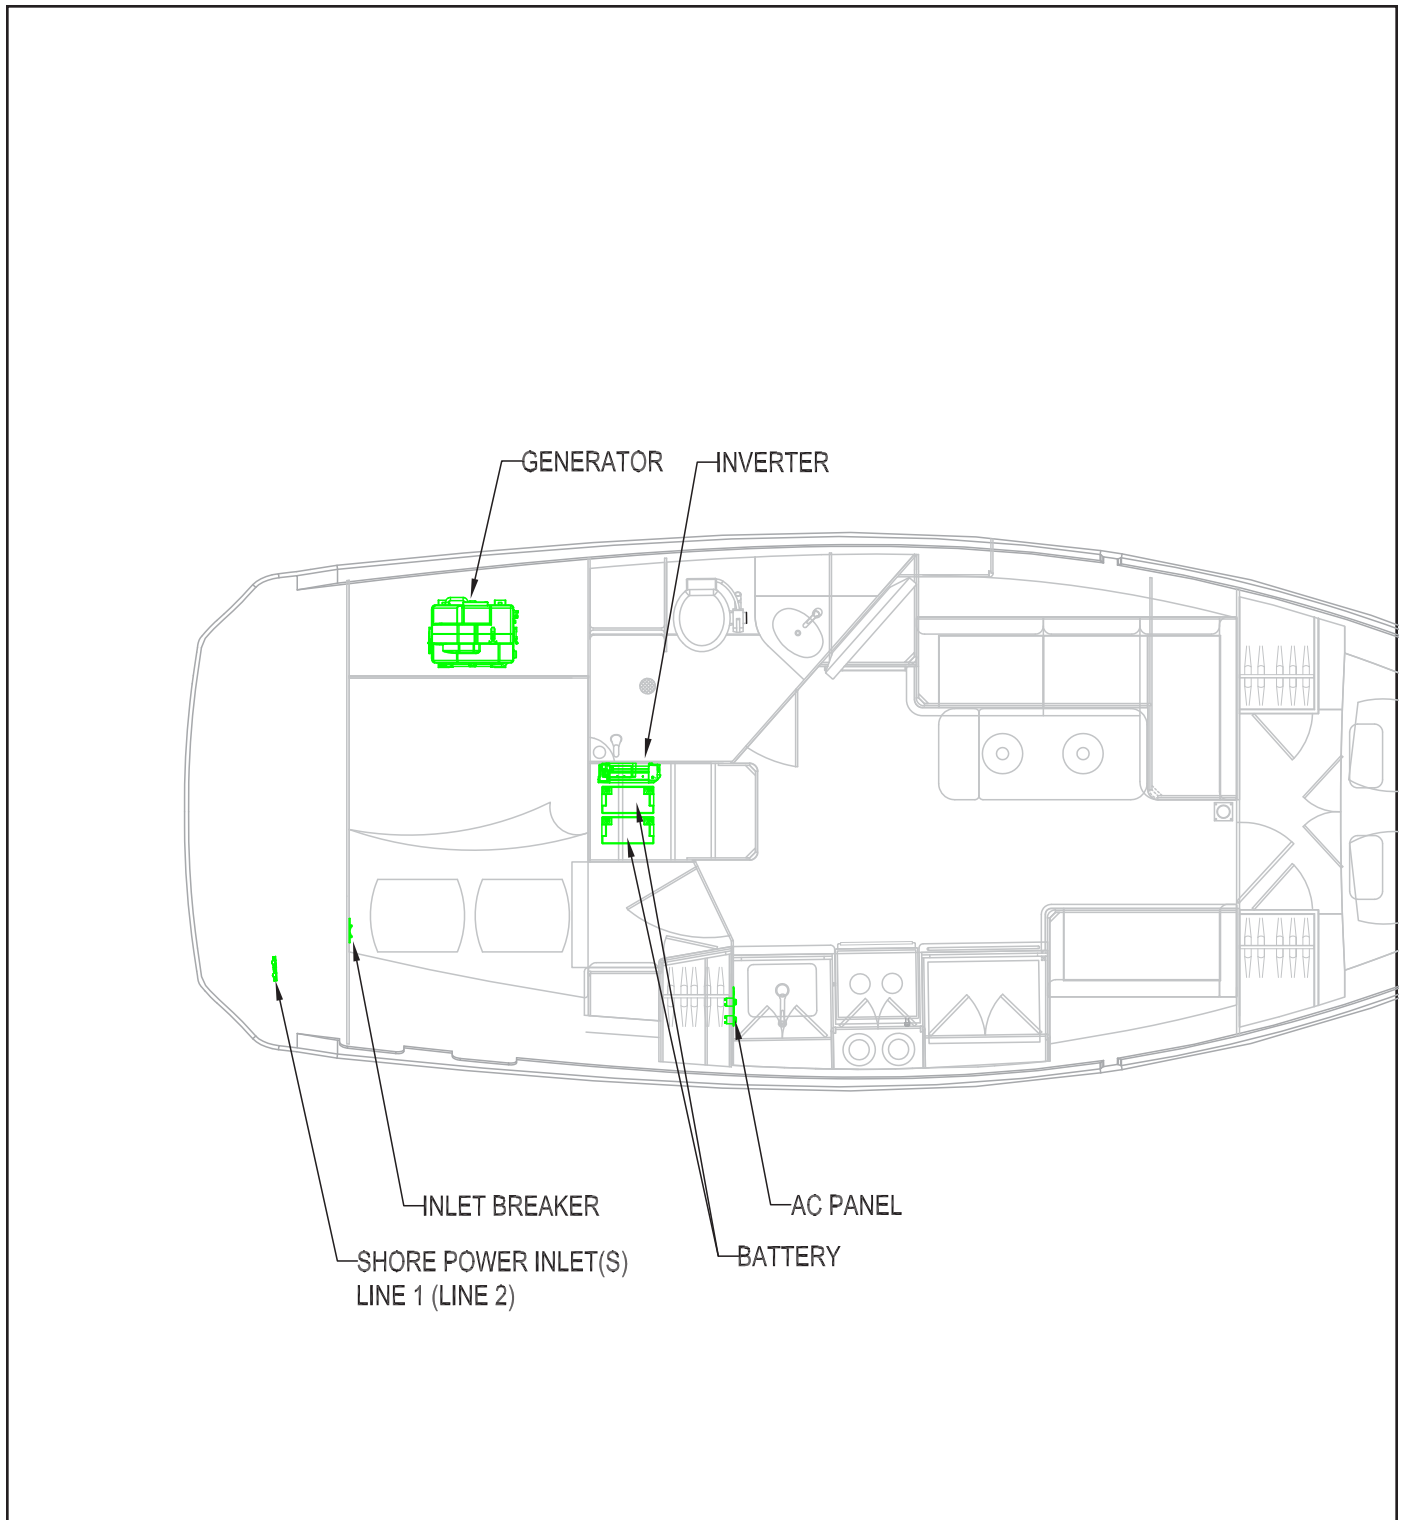 GENERATOR
INVERTER
INLET BREAKER
AC PANEL
BATTERY
SHORE POWER INLET(S)
LINE 1 (LINE 2)